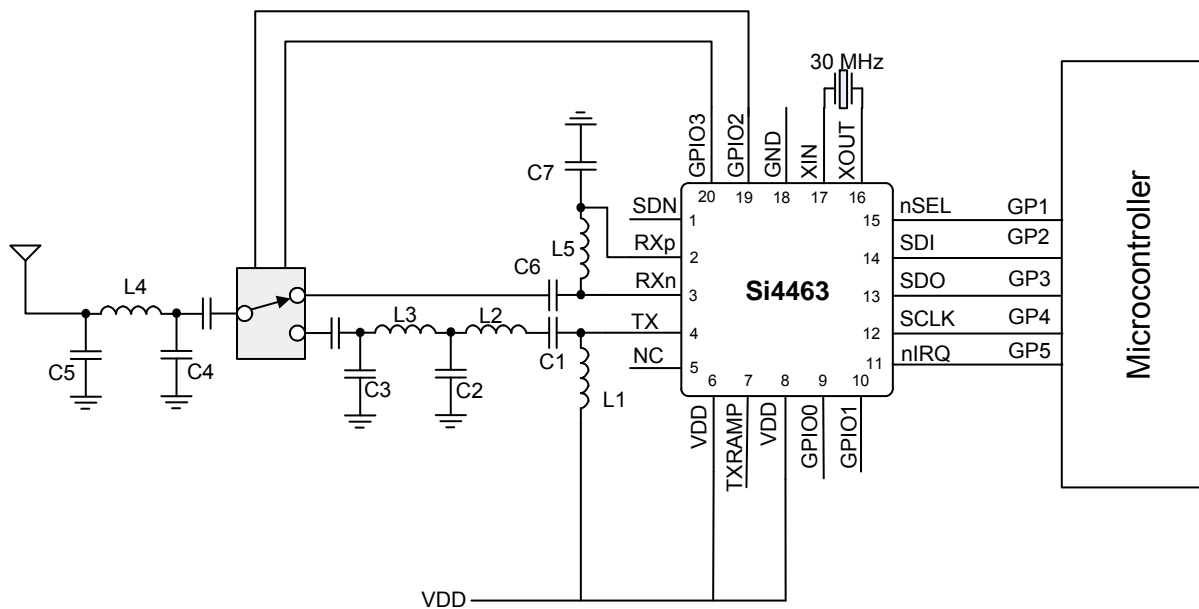 30 MHz
GPIO3
GPIO2
GND
XIN
XOUT
C7
20
19
18
17
16
SDN
1
nSEL
15
GP1
L5
RXp
2
SDI
14
GP2
L4
C6
RXn
3
Si4463
SDO
13
GP3
L3
L2
TX
4
SCLK
12
GP4
C5
C4
C3
C2
C1
NC
5
nIRQ
11
GP5
L1
6
7
8
9
10
VDD
TXRAMP
VDD
GPIO0
GPIO1
Microcontroller
VDD